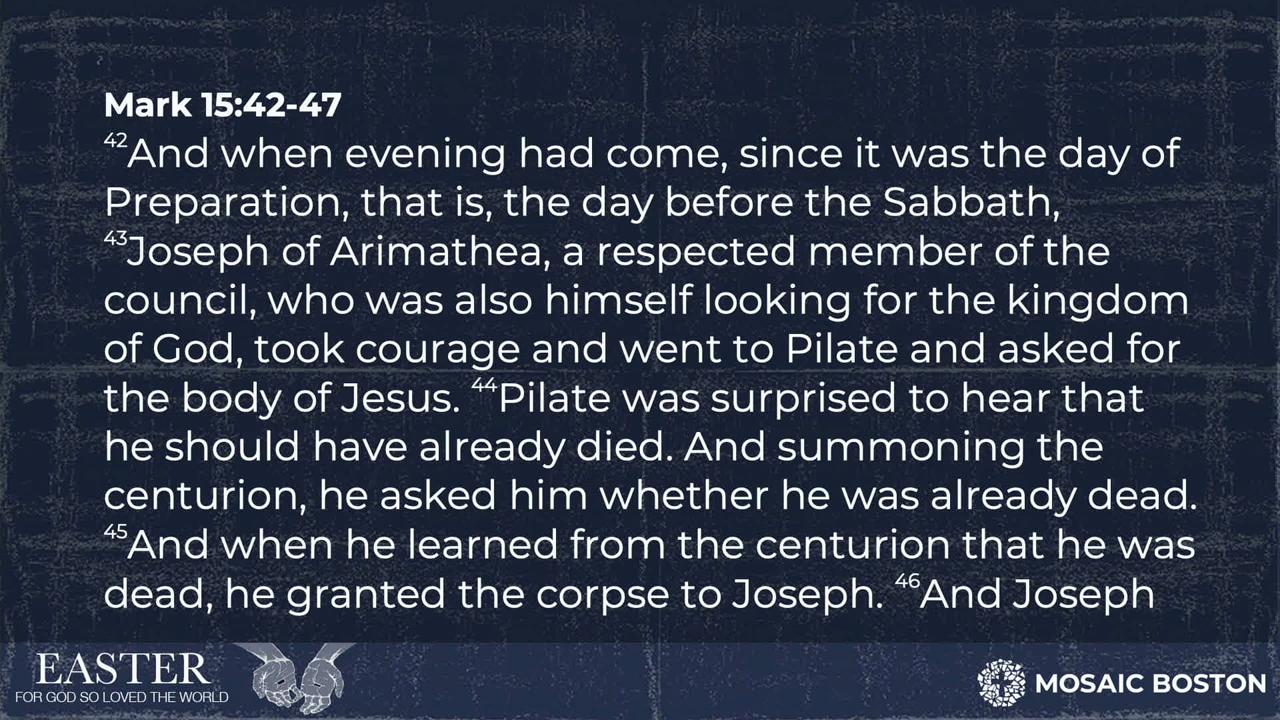 Mark 15:42-47
42And when evening had come, since it was the day of
Preparation, that is, the day before the Sabbath,
43Joseph of Arimathea, a respected member of the
council, who was also himself looking for the kingdom
of God, took courage and went to Pilate and asked for
the body of Jesus. 44Pilate was surprised to hear that
he should have already died. And summoning the
centurion, he asked him whether he was already dead.
45And when he learned from the centurion that he was
dead, he granted the corpse to Joseph. 46And Joseph
EASTER
FOR GOD SO LOVED THE WORLD
MOSAIC BOSTON